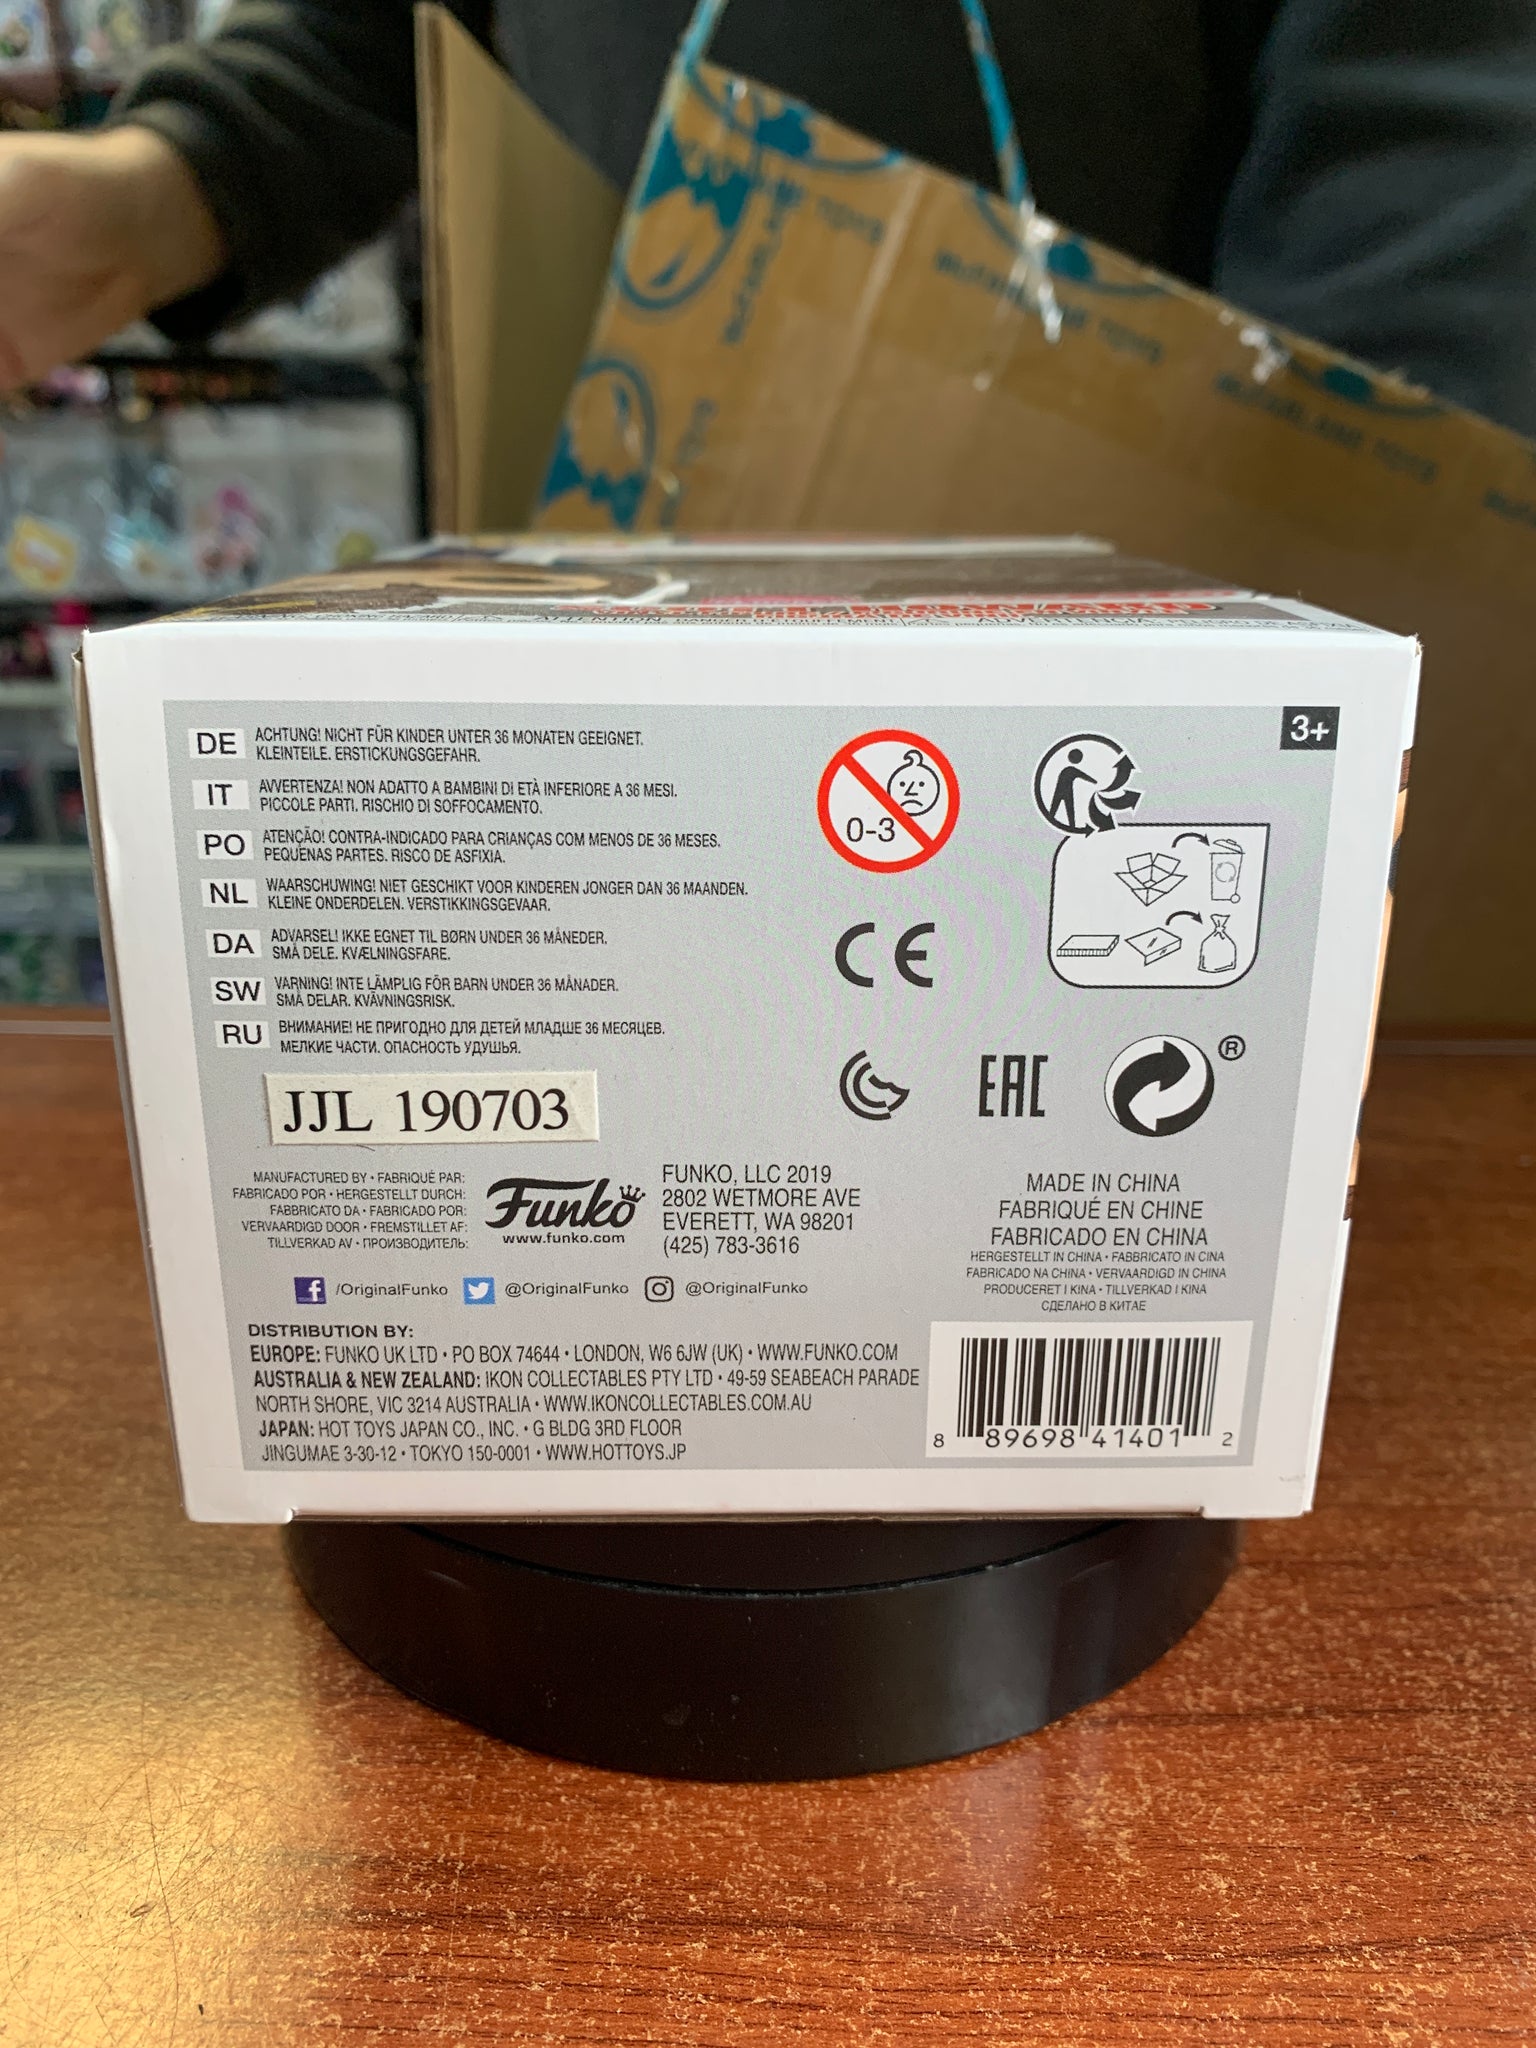 3+
DE ACHTUNG! NICHT FÜR KINDER UNTER 36 MONATEN GEEIGNET.
KLEINTEILE. ERSTICKUNGSGEFAHR.
IT AVVERTENZA! NON ADATTO A BAMBINI DI ETÀ INFERIORE A 36 MESI.
PICCOLE PARTI. RISCHIO DI SOFFOCAMENTO.
PO ATENÇÃO! CONTRA-INDICADO PARA CRIANÇAS COM MENOS DE 36 MESES.
PEQUENAS PARTES. RISCO DE ASFIXIA.
NL WAARSCHUWING! NIET GESCHIKT VOOR KINDEREN JONGER DAN 36 MAANDEN.
KLEINE ONDERDELEN. VERSTIKKINGSGEVAAR.
DA ADVARSEL! IKKE EGNET TIL BØRN UNDER 36 MÅNEDER.
SMÅ DELE. KVÆLNINGSFARE.
SW VARNING! INTE LÄMPLIG FÖR BARN UNDER 36 MÅNADER.
SMÅ DELAR. KVÄVNINGSRISK.
RU ВНИМАНИЕ! НЕ ПРИГОДНО ДЛЯ ДЕТЕЙ МЛАДШЕ 36 МЕСЯЦЕВ.
МЕЛКИЕ ЧАСТИ. ОПАСНОСТЬ УДУШЬЯ.
0-3
CE
EAC
®
JJL 190703
MANUFACTURED BY • FABRIQUÉ PAR:
FABRICADO POR • HERGESTELLT DURCH:
FABBRICATO DA • FABRICADO POR:
VERVAARDIGD DOOR • FREMSTILLET AF:
TILLVERKAD AV • ПРОИЗВОДИТЕЛЬ:
Funko
www.funko.com
FUNKO, LLC 2019
2802 WETMORE AVE
EVERETT, WA 98201
(425) 783-3616
MADE IN CHINA
FABRIQUÉ EN CHINE
FABRICADO EN CHINA
HERGESTELLT IN CHINA • FABBRICATO IN CINA
FABRICADO NA CHINA • VERVAARDIGD IN CHINA
PRODUCERET I KINA • TILLVERKAD I KINA
СДЕЛАНО В КИТАЕ
f /OriginalFunko @OriginalFunko @OriginalFunko
DISTRIBUTION BY:
EUROPE: FUNKO UK LTD • PO BOX 74644 • LONDON, W6 6JW (UK) • WWW.FUNKO.COM
AUSTRALIA & NEW ZEALAND: IKON COLLECTABLES PTY LTD • 49-59 SEABEACH PARADE
NORTH SHORE, VIC 3214 AUSTRALIA • WWW.IKONCOLLECTABLES.COM.AU
JAPAN: HOT TOYS JAPAN CO., INC. • G BLDG 3RD FLOOR
JINGUMAE 3-30-12 • TOKYO 150-0001 • WWW.HOTTOYS.JP
8 89698 41401 2